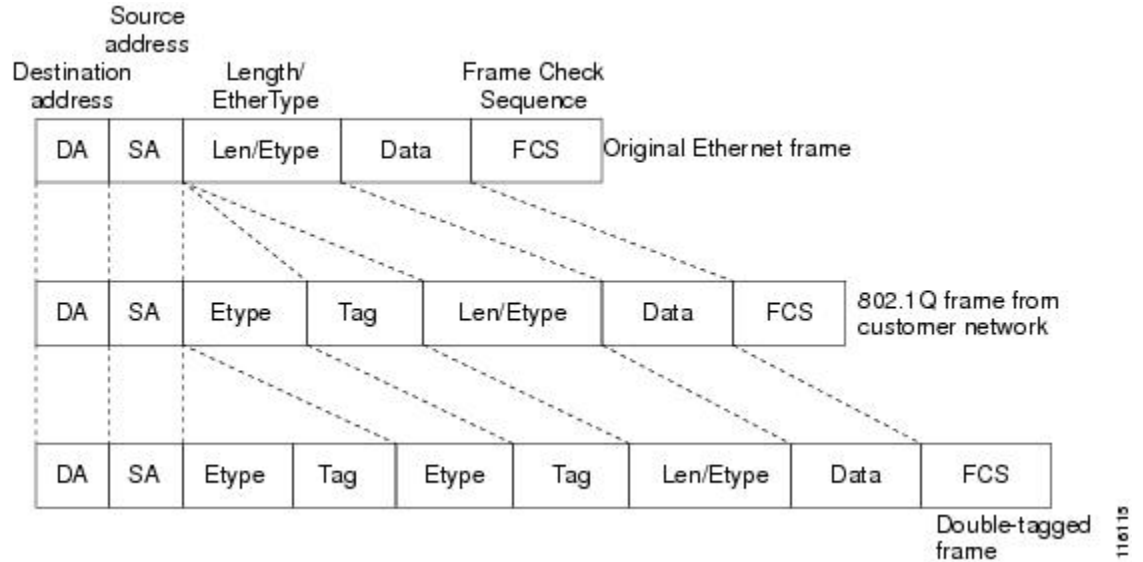 Source
address
Destination
address
Length/
EtherType
Frame Check
Sequence
DA SA Len/Etype Data FCS Original Ethernet frame
DA SA Etype Tag Len/Etype Data FCS 802.1Q frame from
customer network
DA SA Etype Tag Etype Tag Len/Etype Data FCS
Double-tagged
frame
116115